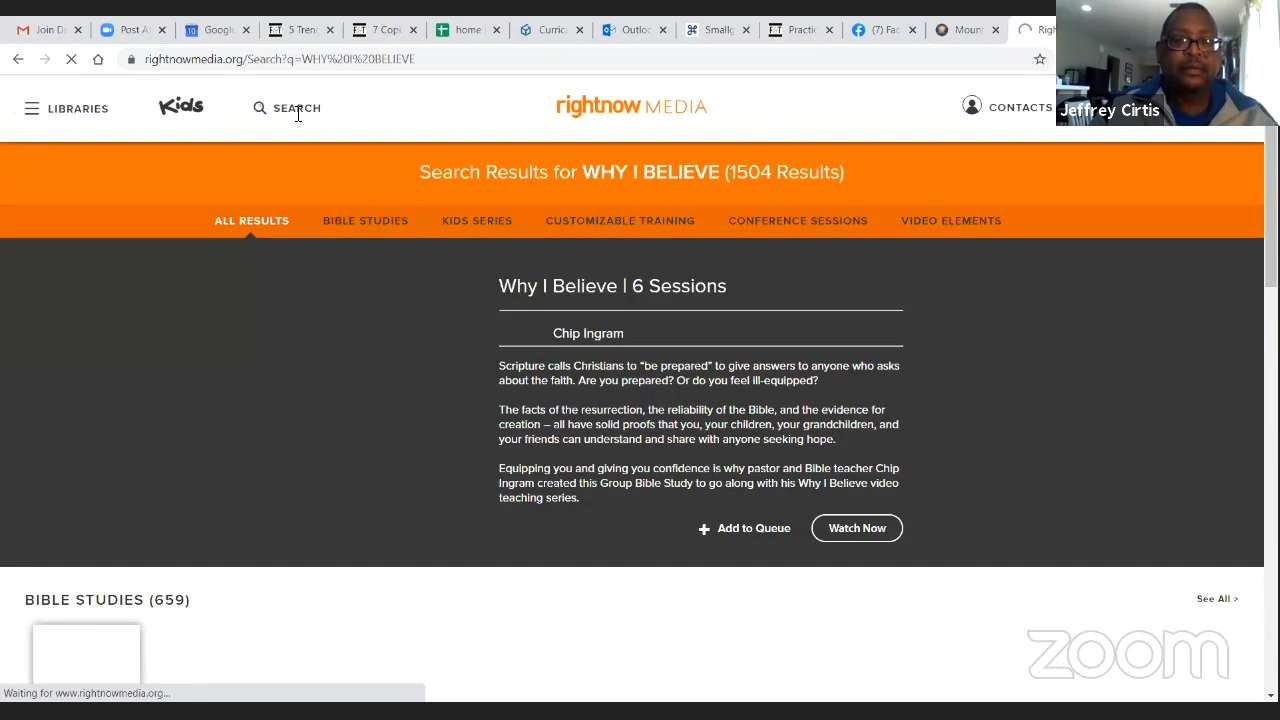 Join Di
Post At
Google
5 Trend
7 Copi
home l
Curricu
Outloo
Smallg
Practic
(7) Fac
Mount
Rig
rightnowmedia.org/Search?q=WHY%20I%20BELIEVE
Jeffrey Cirtis
LIBRARIES
Kids
SEARCH
rightnow MEDIA
CONTACTS
Search Results for WHY I BELIEVE (1504 Results)
ALL RESULTS
BIBLE STUDIES
KIDS SERIES
CUSTOMIZABLE TRAINING
CONFERENCE SESSIONS
VIDEO ELEMENTS
Why I Believe | 6 Sessions
Chip Ingram
Scripture calls Christians to “be prepared” to give answers to anyone who asks
about the faith. Are you prepared? Or do you feel ill-equipped?
The facts of the resurrection, the reliability of the Bible, and the evidence for
creation – all have solid proofs that you, your children, your grandchildren, and
your friends can understand and share with anyone seeking hope.
Equipping you and giving you confidence is why pastor and Bible teacher Chip
Ingram created this Group Bible Study to go along with his Why I Believe video
teaching series.
+ Add to Queue
Watch Now
BIBLE STUDIES (659)
See All >
zoom
Waiting for www.rightnowmedia.org...